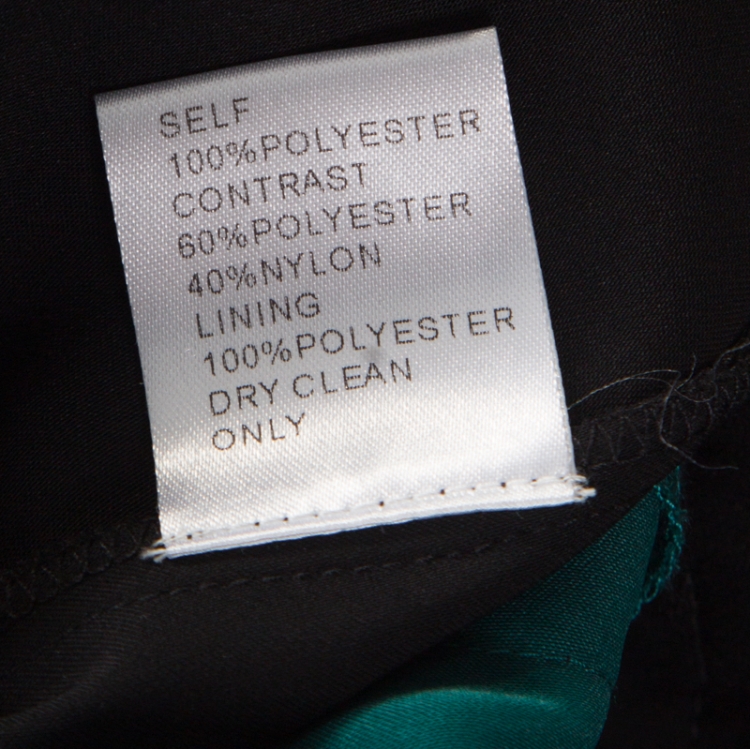 SELF
100%POLYESTER
CONTRAST
60%POLYESTER
40%NYLON
LINING
100%POLYESTER
DRY CLEAN
ONLY